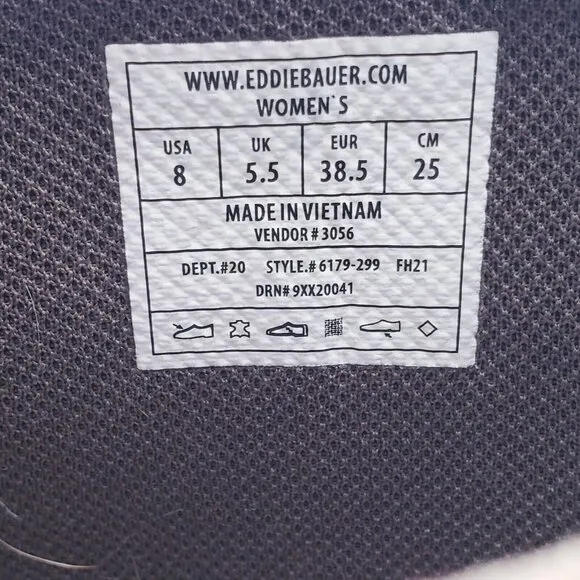 WWW.EDDIEBAUER.COM
WOMEN`S
USA UK EUR CM
8 5.5 38.5 25
MADE IN VIETNAM
VENDOR # 3056
DEPT.#20 STYLE.# 6179-299 FH21
DRN# 9XX20041